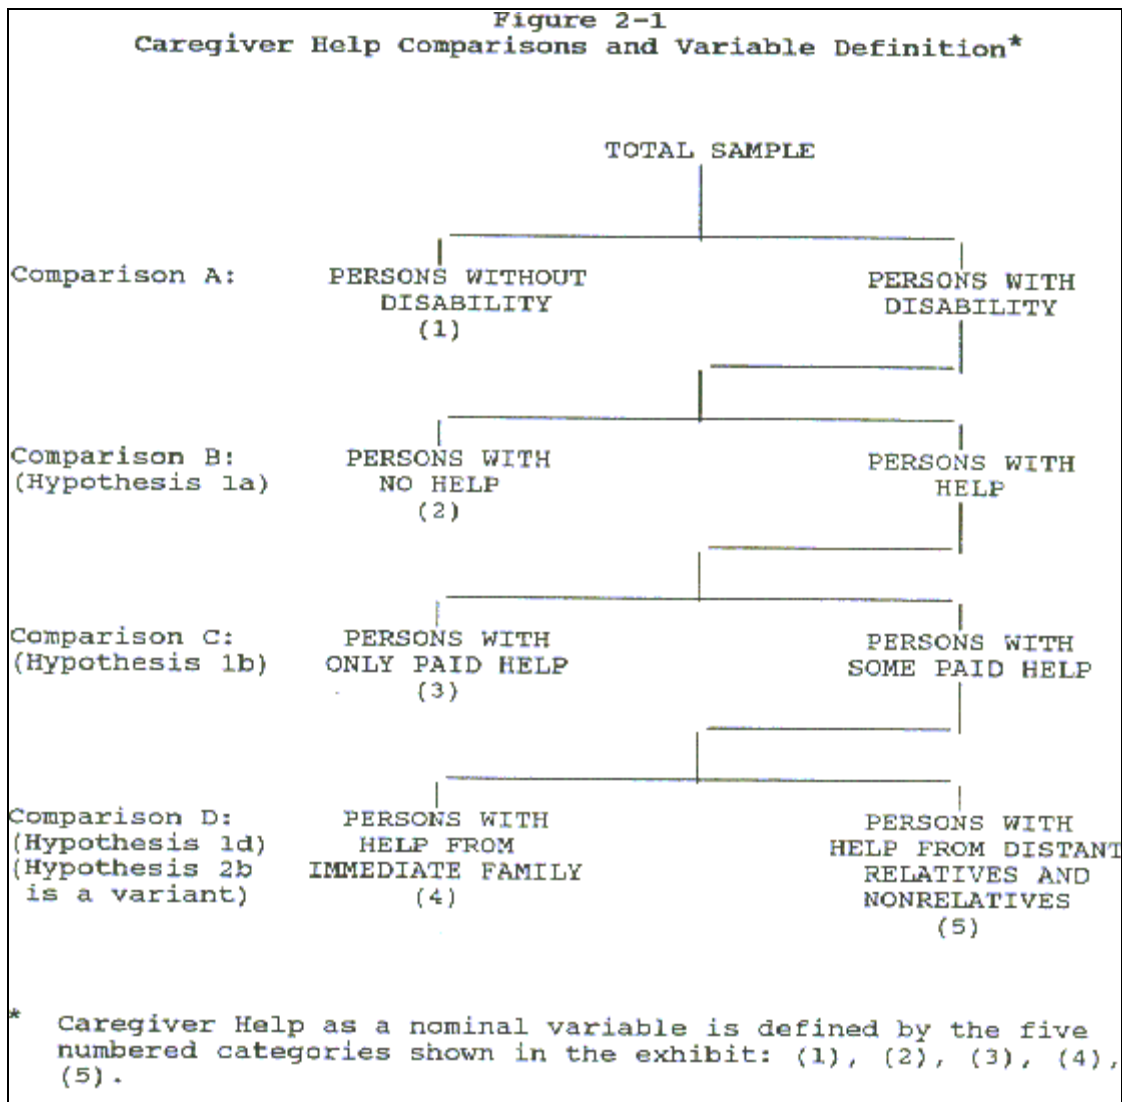 Figure 2-1
Caregiver Help Comparisons and Variable Definition*
TOTAL SAMPLE
Comparison A:
PERSONS WITHOUT
DISABILITY
(1)
PERSONS WITH
DISABILITY
Comparison B:
(Hypothesis 1a)
PERSONS WITH
NO HELP
(2)
PERSONS WITH
HELP
Comparison C:
(Hypothesis 1b)
PERSONS WITH
ONLY PAID HELP
(3)
PERSONS WITH
SOME PAID HELP
Comparison D:
(Hypothesis 1d)
(Hypothesis 2b
is a variant)
PERSONS WITH
HELP FROM
IMMEDIATE FAMILY
(4)
PERSONS WITH
HELP FROM DISTANT
RELATIVES AND
NONRELATIVES
(5)
* Caregiver Help as a nominal variable is defined by the five
numbered categories shown in the exhibit: (1), (2), (3), (4),
(5).